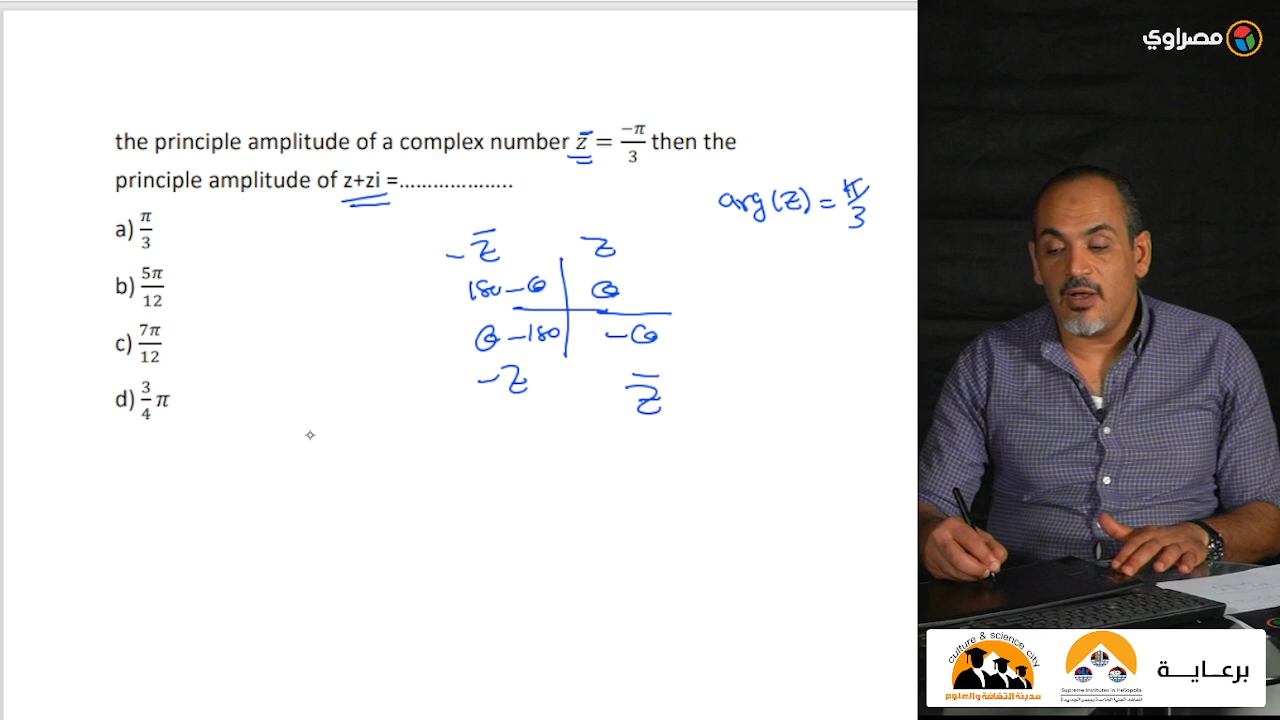 مصراوي
the principle amplitude of a complex number z̄ = −π/3 then the
principle amplitude of z+zi =………………..
arg(z) = π/3
a) π/3
b) 5π/12
c) 7π/12
d) 3/4 π
-z̄ z
180-θ θ
θ-180 -θ
-z z̄
culture & science city
مدينة الثقافة والعلوم
Supreme Institutes in Heliopolis
برعاية